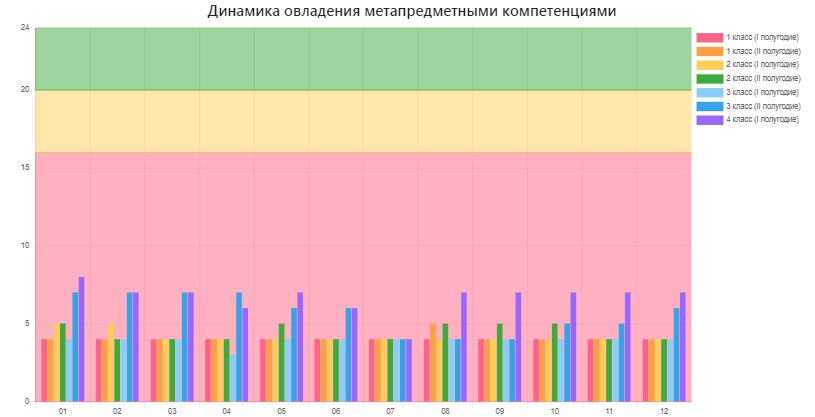 Динамика овладения метапредметными компетенциями
24
20
15
10
5
0
01 02 03 04 05 06 07 08 09 10 11 12
1 класс (I полугодие)
1 класс (II полугодие)
2 класс (I полугодие)
2 класс (II полугодие)
3 класс (I полугодие)
3 класс (II полугодие)
4 класс (I полугодие)